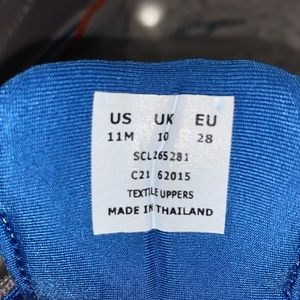 US UK EU
11M 10 28
SCL265281
C21 62015
TEXTILE UPPERS
MADE IN THAILAND